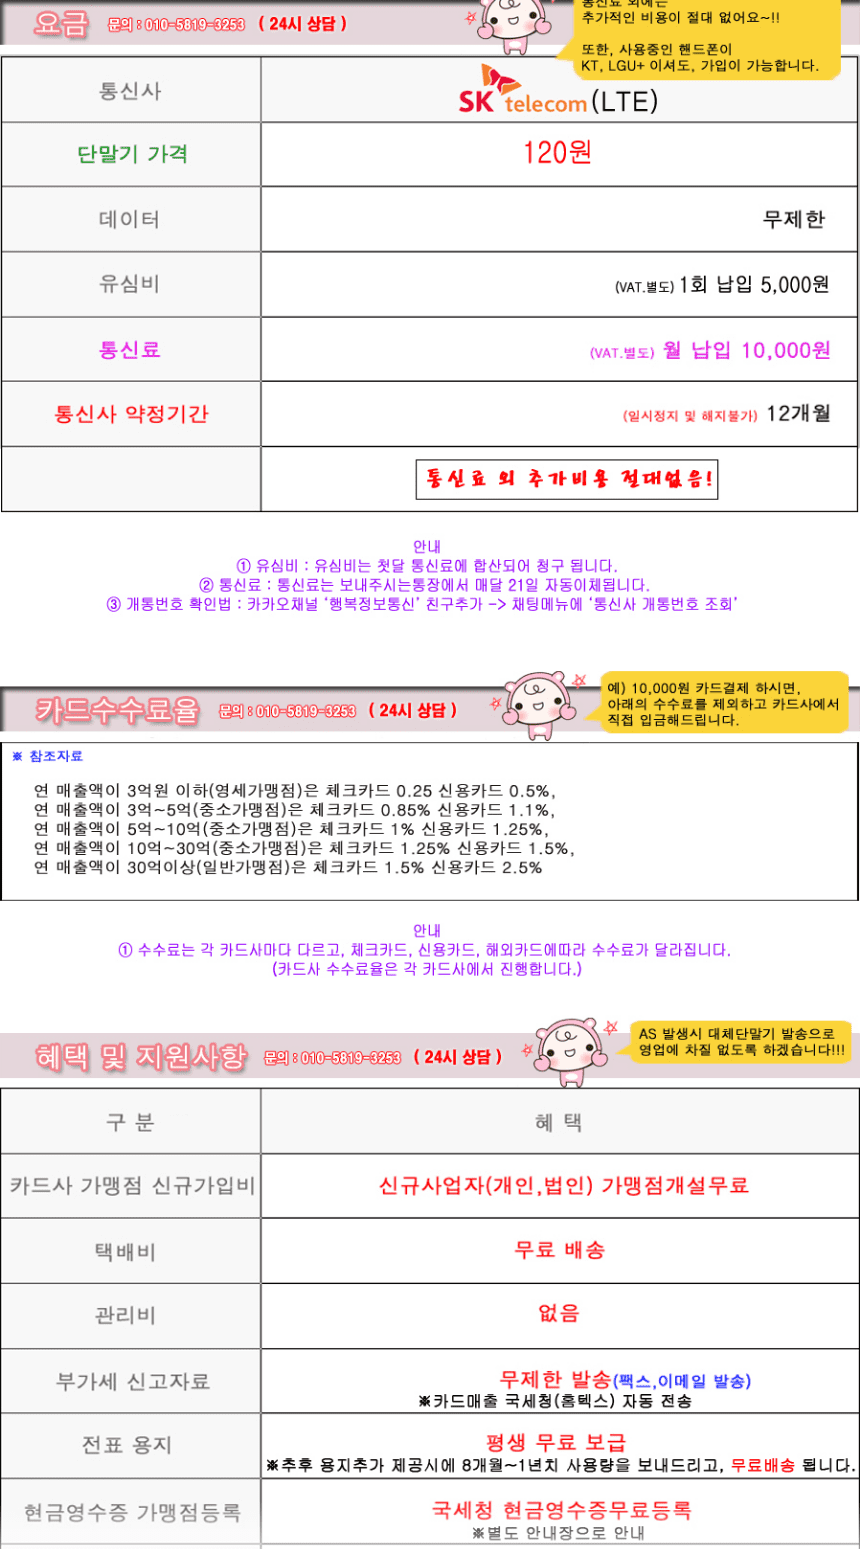 통신료 외에는
추가적인 비용이 절대 없어요~!!
또한, 사용중인 핸드폰이
KT, LGU+ 이셔도, 가입이 가능합니다.
요금 문의 : 010-5819-3253 ( 24시 상담 )
통신사 SK telecom (LTE)
단말기 가격 120원
데이터 무제한
유심비 (VAT.별도) 1회 납입 5,000원
통신료 (VAT.별도) 월 납입 10,000원
통신사 약정기간 (일시정지 및 해지불가) 12개월
통신료 외 추가비용 절대없음!
안내
① 유심비 : 유심비는 첫달 통신료에 합산되어 청구 됩니다.
② 통신료 : 통신료는 보내주시는통장에서 매달 21일 자동이체됩니다.
③ 개통번호 확인법 : 카카오채널 ‘행복정보통신’ 친구추가 -> 채팅메뉴에 ‘통신사 개통번호 조회’
카드수수료율 문의 : 010-5819-3253 ( 24시 상담 )
예) 10,000원 카드결제 하시면,
아래의 수수료를 제외하고 카드사에서
직접 입금해드립니다.
※ 참조자료
연 매출액이 3억원 이하(영세가맹점)은 체크카드 0.25 신용카드 0.5%,
연 매출액이 3억~5억(중소가맹점)은 체크카드 0.85% 신용카드 1.1%,
연 매출액이 5억~10억(중소가맹점)은 체크카드 1% 신용카드 1.25%,
연 매출액이 10억~30억(중소가맹점)은 체크카드 1.25% 신용카드 1.5%,
연 매출액이 30억이상(일반가맹점)은 체크카드 1.5% 신용카드 2.5%
안내
① 수수료는 각 카드사마다 다르고, 체크카드, 신용카드, 해외카드에따라 수수료가 달라집니다.
(카드사 수수료율은 각 카드사에서 진행합니다.)
혜택 및 지원사항 문의 : 010-5819-3253 ( 24시 상담 )
AS 발생시 대체단말기 발송으로
영업에 차질 없도록 하겠습니다!!!
구 분 혜 택
카드사 가맹점 신규가입비 신규사업자(개인,법인) 가맹점개설무료
택배비 무료 배송
관리비 없음
부가세 신고자료 무제한 발송(팩스,이메일 발송)
※카드매출 국세청(홈텍스) 자동 전송
전표 용지 평생 무료 보급
※추후 용지추가 제공시에 8개월~1년치 사용량을 보내드리고, 무료배송 됩니다.
현금영수증 가맹점등록 국세청 현금영수증무료등록
※별도 안내장으로 안내